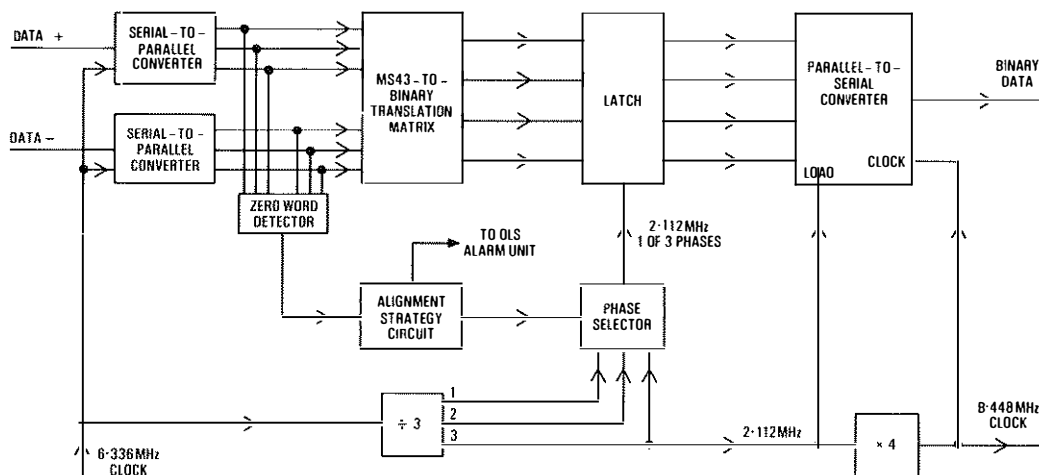 DATA +
SERIAL-TO-
PARALLEL
CONVERTER
DATA -
SERIAL-TO-
PARALLEL
CONVERTER
MS43-TO-
BINARY
TRANSLATION
MATRIX
LATCH
PARALLEL-TO-
SERIAL
CONVERTER
CLOCK
LOAD
BINARY
DATA
ZERO WORD
DETECTOR
TO OLS
ALARM UNIT
2·112MHz
1 OF 3 PHASES
ALIGNMENT
STRATEGY
CIRCUIT
PHASE
SELECTOR
÷ 3
1
2
3
2·112MHz
× 4
8·448MHz
CLOCK
6·336MHz
CLOCK